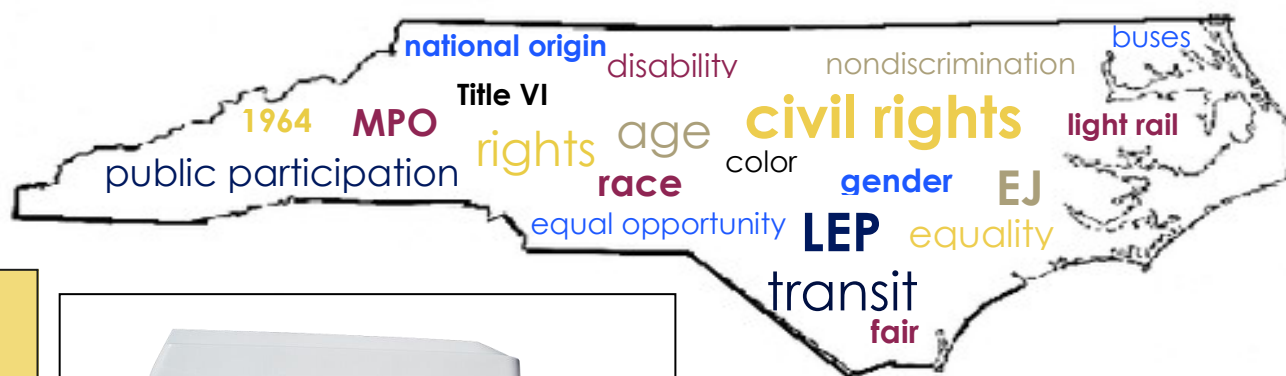 buses
national origin
disability
nondiscrimination
Title VI
1964
MPO
civil rights
light rail
rights
age
color
public participation
race
gender
EJ
equal opportunity
LEP
equality
transit
fair